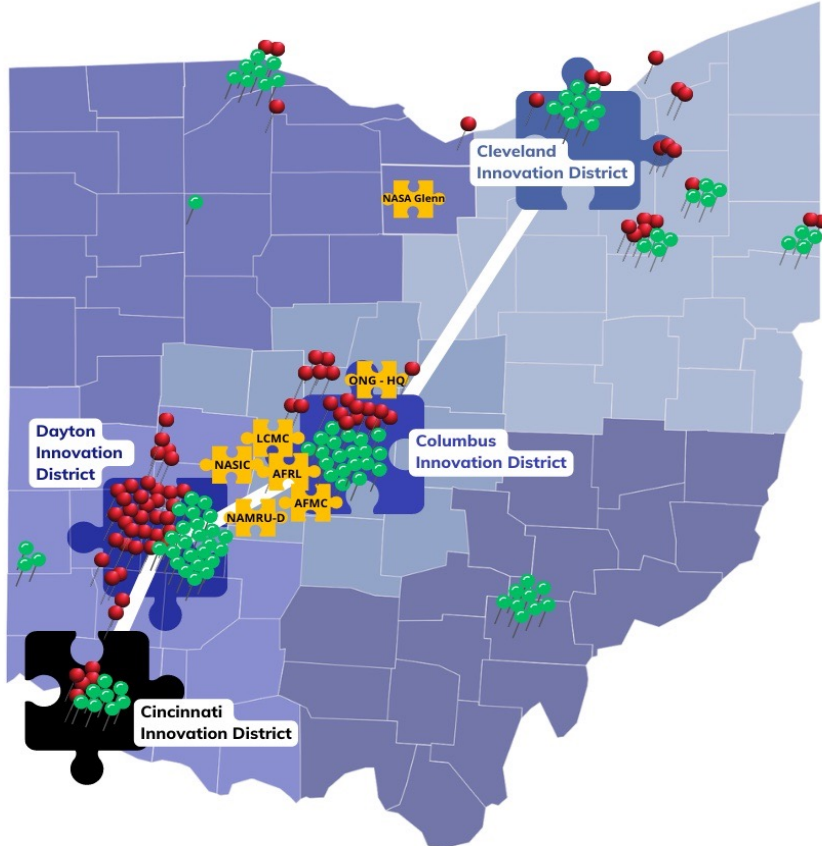 Cleveland
Innovation District
NASA Glenn
ONG - HQ
Dayton
Innovation
District
LCMC
NASIC
AFRL
Columbus
Innovation District
AFMC
NAMRU-D
Cincinnati
Innovation District